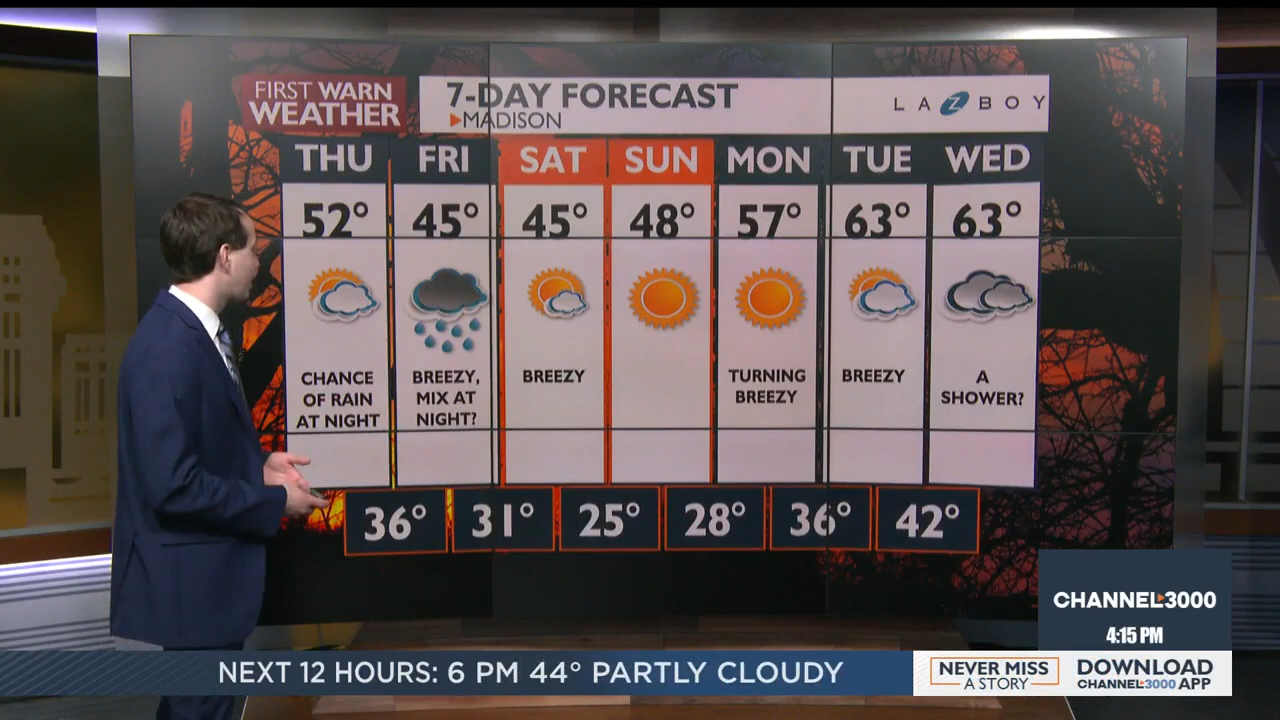 FIRST WARN
WEATHER
7-DAY FORECAST
MADISON
LAZBOY
THU FRI SAT SUN MON TUE WED
52° 45° 45° 48° 57° 63° 63°
CHANCE
OF RAIN
AT NIGHT
BREEZY,
MIX AT
NIGHT?
BREEZY
TURNING
BREEZY
BREEZY
A
SHOWER?
36° 31° 25° 28° 36° 42°
CHANNEL3000
4:15 PM
NEXT 12 HOURS: 6 PM 44° PARTLY CLOUDY
NEVER MISS
A STORY
DOWNLOAD
CHANNEL3000 APP